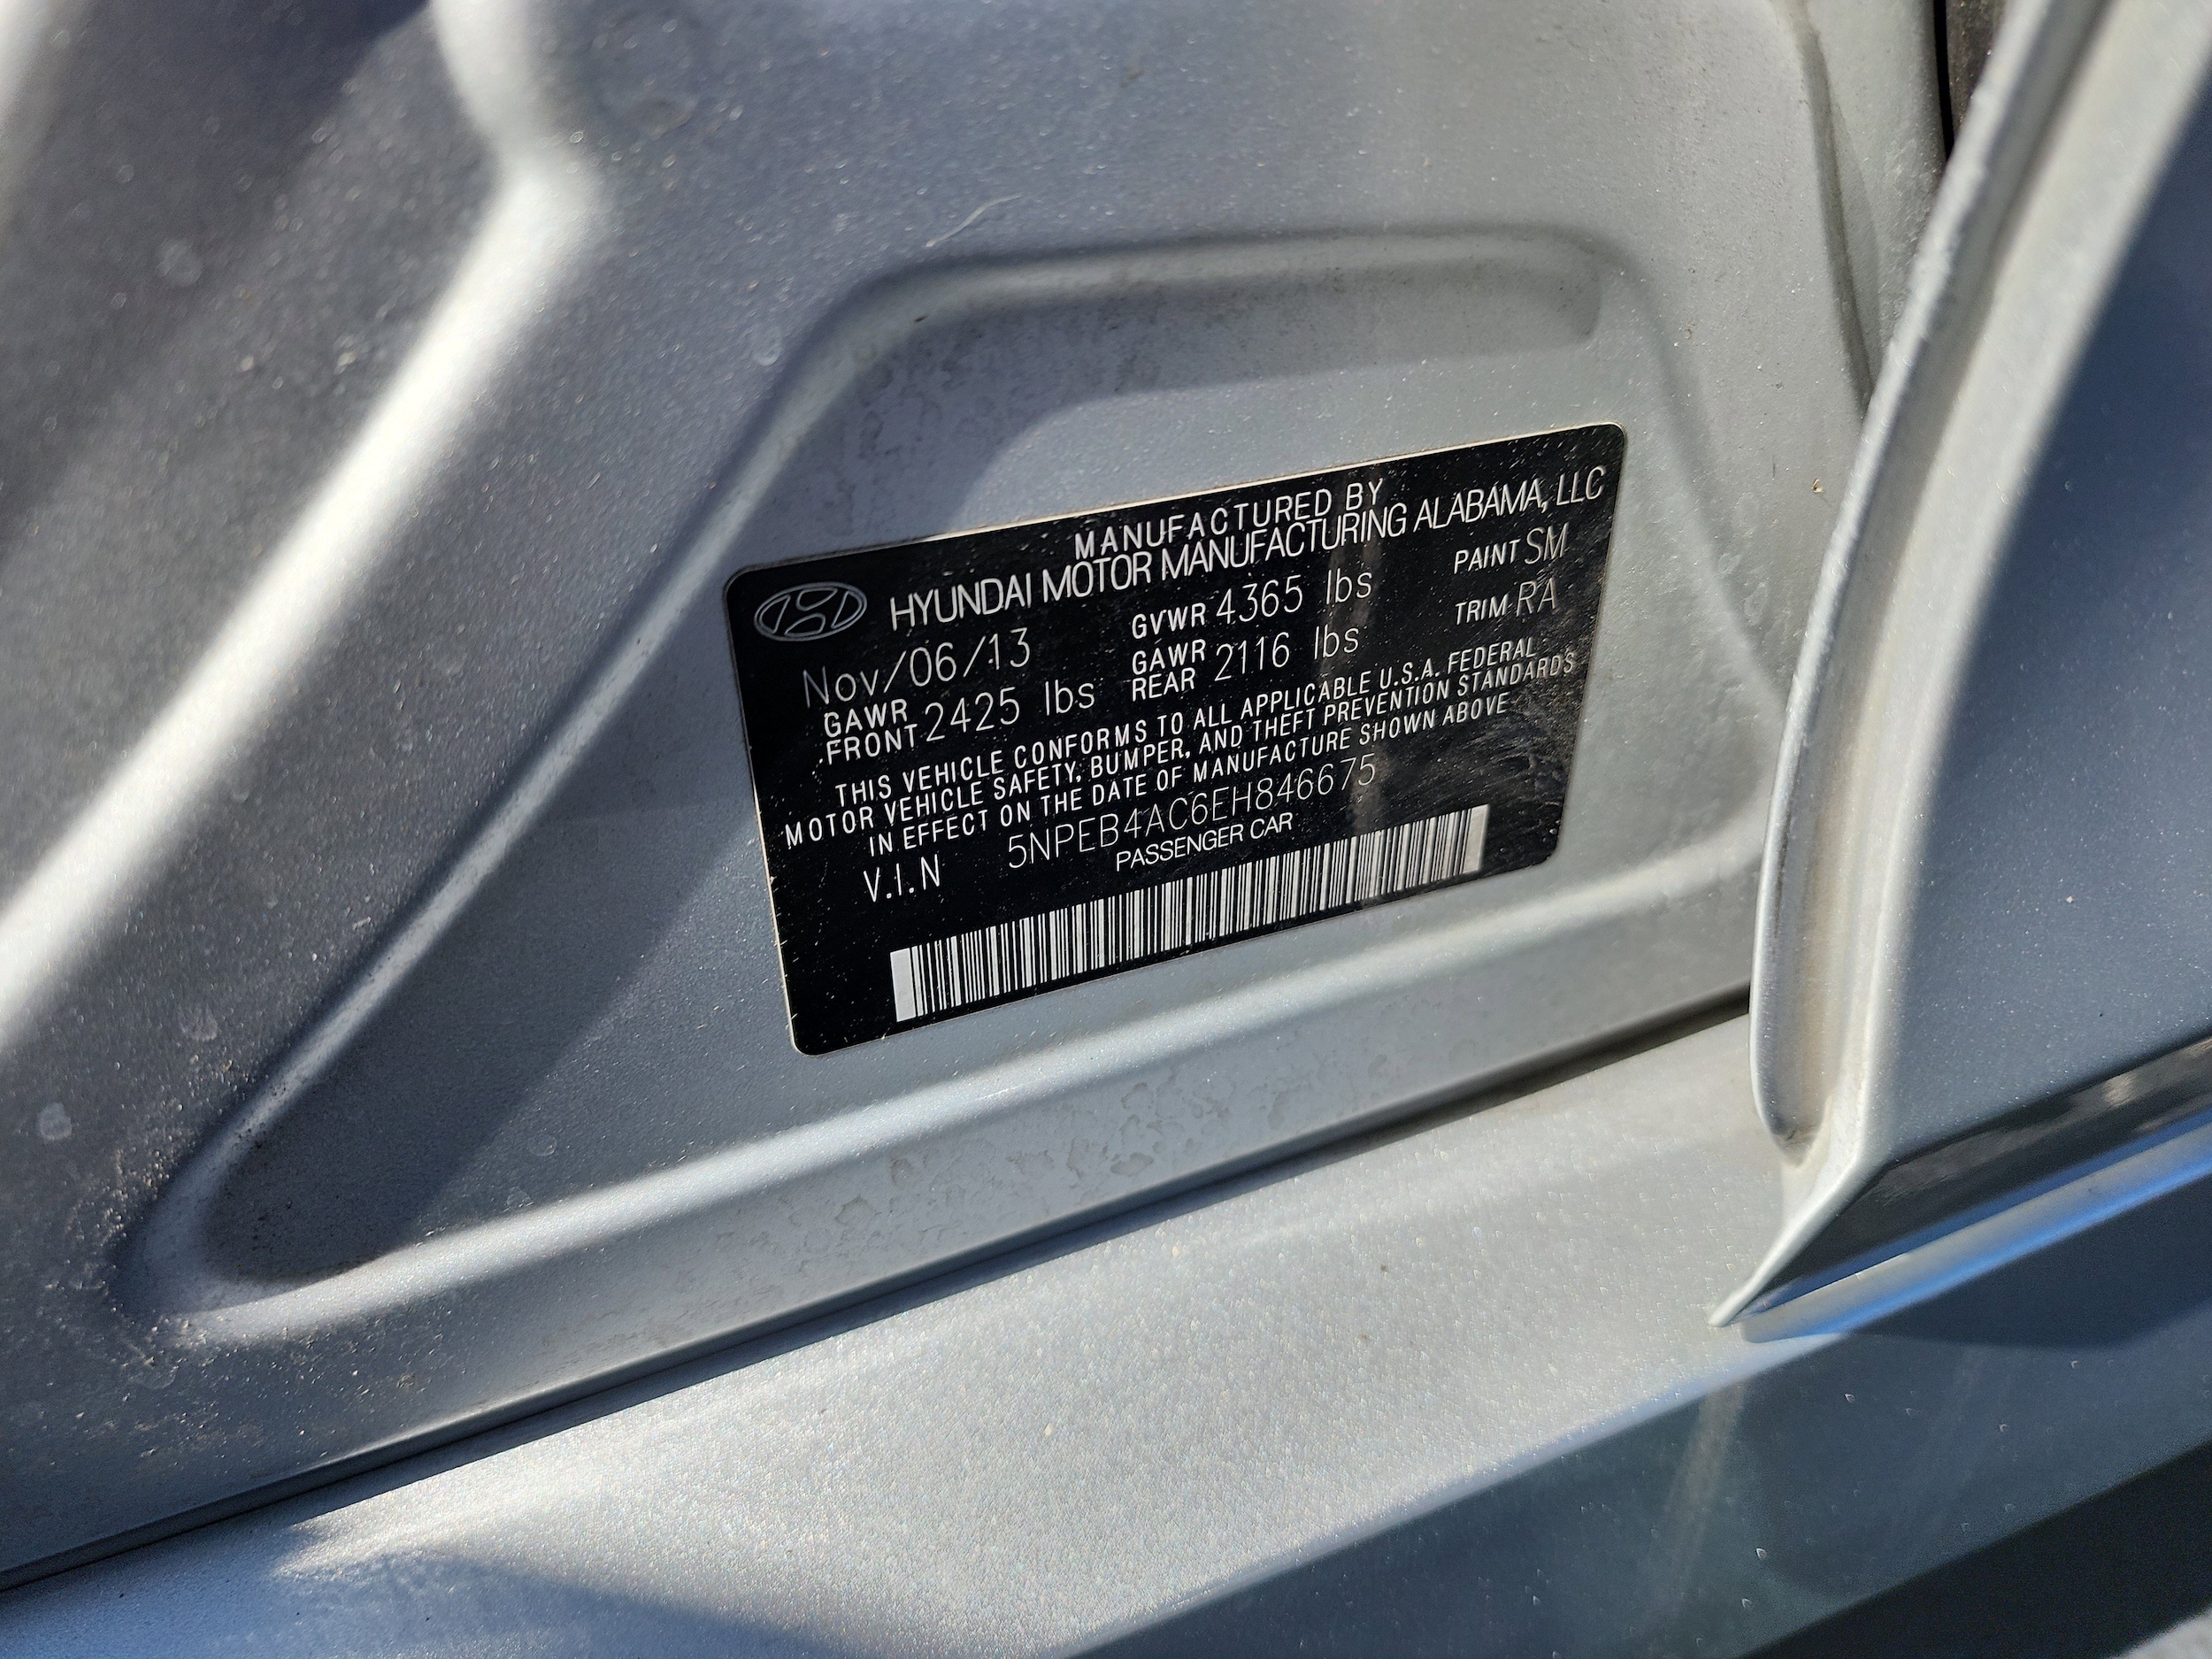 MANUFACTURED BY
HYUNDAI MOTOR MANUFACTURING ALABAMA, LLC
Nov/06/13 GVWR 4365 lbs PAINT SM
GAWR FRONT 2425 lbs GAWR REAR 2116 lbs TRIM RA
THIS VEHICLE CONFORMS TO ALL APPLICABLE U.S.A. FEDERAL
MOTOR VEHICLE SAFETY, BUMPER, AND THEFT PREVENTION STANDARDS
IN EFFECT ON THE DATE OF MANUFACTURE SHOWN ABOVE
V.I.N 5NPEB4AC6EH846675
PASSENGER CAR